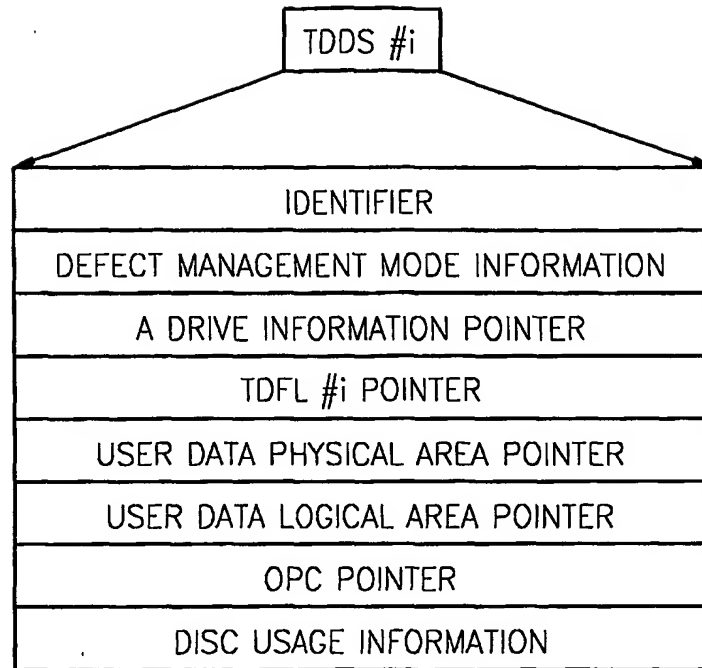 TDDS #i
IDENTIFIER
DEFECT MANAGEMENT MODE INFORMATION
A DRIVE INFORMATION POINTER
TDFL #i POINTER
USER DATA PHYSICAL AREA POINTER
USER DATA LOGICAL AREA POINTER
OPC POINTER
DISC USAGE INFORMATION